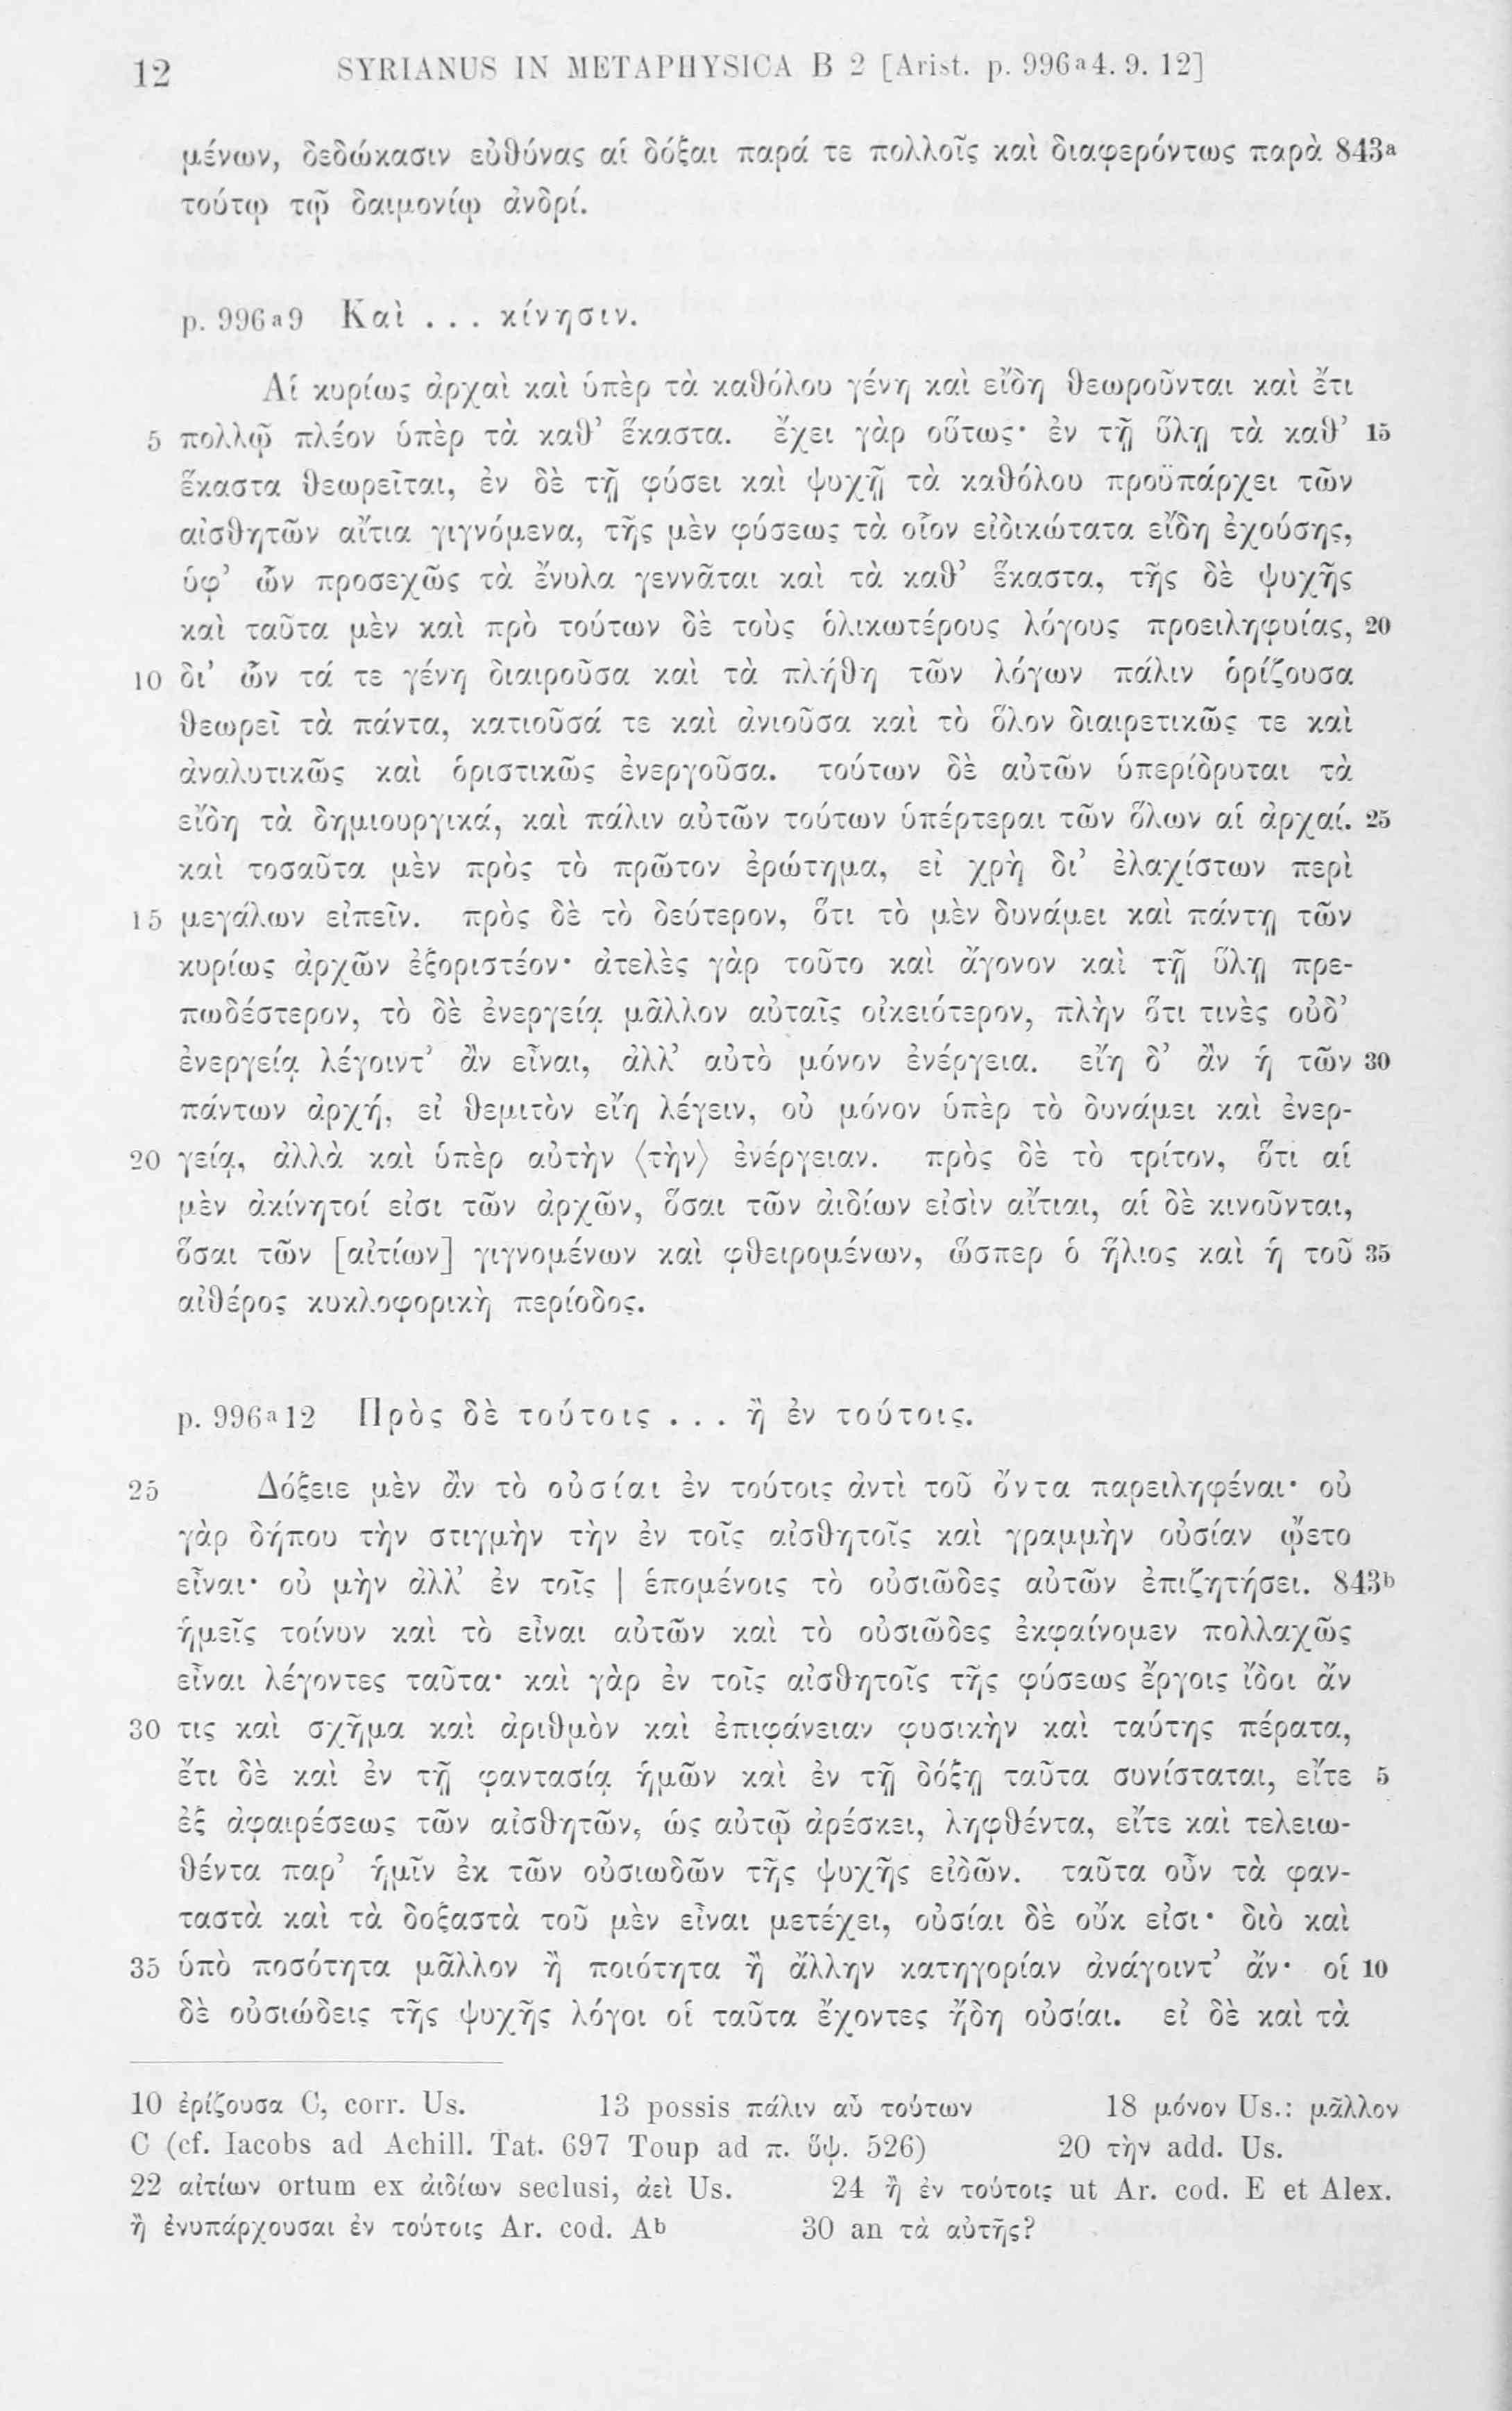 12 SYRIANUS IN METAPHYSICA B 2 [Arist. p. 996ᵃ4. 9. 12]
μένων, δεδώκασιν εὐθύνας αἱ δόξαι παρά τε πολλοῖς καὶ διαφερόντως παρὰ 843ᵃ
τούτῳ τῷ δαιμονίῳ ἀνδρί.
p. 996ᵃ9 Καὶ . . . κίνησιν.
Αἱ κυρίως ἀρχαὶ καὶ ὑπὲρ τὰ καθόλου γένη καὶ εἴδη θεωροῦνται καὶ ἔτι
5 πολλῷ πλέον ὑπὲρ τὰ καθ’ ἕκαστα. ἔχει γὰρ οὕτως· ἐν τῇ ὕλῃ τὰ καθ’ 15
ἕκαστα θεωρεῖται, ἐν δὲ τῇ φύσει καὶ ψυχῇ τὰ καθόλου προϋπάρχει τῶν
αἰσθητῶν αἴτια γιγνόμενα, τῆς μὲν φύσεως τὰ οἷον εἰδικώτατα εἴδη ἐχούσης,
ὑφ’ ὧν προσεχῶς τὰ ἔνυλα γεννᾶται καὶ τὰ καθ’ ἕκαστα, τῆς δὲ ψυχῆς
καὶ ταῦτα μὲν καὶ πρὸ τούτων δὲ τοὺς ὁλικωτέρους λόγους προειληφυίας, 20
10 δι’ ὧν τά τε γένη διαιροῦσα καὶ τὰ πλήθη τῶν λόγων πάλιν ὁρίζουσα
θεωρεῖ τὰ πάντα, κατιοῦσά τε καὶ ἀνιοῦσα καὶ τὸ ὅλον διαιρετικῶς τε καὶ
ἀναλυτικῶς καὶ ὁριστικῶς ἐνεργοῦσα. τούτων δὲ αὐτῶν ὑπερίδρυται τὰ
εἴδη τὰ δημιουργικά, καὶ πάλιν αὐτῶν τούτων ὑπέρτεραι τῶν ὅλων αἱ ἀρχαί. 25
καὶ τοσαῦτα μὲν πρὸς τὸ πρῶτον ἐρώτημα, εἰ χρὴ δι’ ἐλαχίστων περὶ
15 μεγάλων εἰπεῖν. πρὸς δὲ τὸ δεύτερον, ὅτι τὸ μὲν δυνάμει καὶ πάντῃ τῶν
κυρίως ἀρχῶν ἐξοριστέον· ἀτελὲς γὰρ τοῦτο καὶ ἄγονον καὶ τῇ ὕλῃ πρε-
πωδέστερον, τὸ δὲ ἐνεργείᾳ μᾶλλον αὐταῖς οἰκειότερον, πλὴν ὅτι τινὲς οὐδ’
ἐνεργείᾳ λέγοιντ’ ἂν εἶναι, ἀλλ’ αὐτὸ μόνον ἐνέργεια. εἴη δ’ ἂν ἡ τῶν 30
πάντων ἀρχή, εἰ θεμιτὸν εἴη λέγειν, οὐ μόνον ὑπὲρ τὸ δυνάμει καὶ ἐνερ-
20 γείᾳ, ἀλλὰ καὶ ὑπὲρ αὐτὴν ⟨τὴν⟩ ἐνέργειαν. πρὸς δὲ τὸ τρίτον, ὅτι αἱ
μὲν ἀκίνητοί εἰσι τῶν ἀρχῶν, ὅσαι τῶν ἀιδίων εἰσὶν αἴτιαι, αἱ δὲ κινοῦνται,
ὅσαι τῶν [αἰτίων] γιγνομένων καὶ φθειρομένων, ὥσπερ ὁ ἥλιος καὶ ἡ τοῦ 35
αἰθέρος κυκλοφορικὴ περίοδος.
p. 996ᵃ12 Πρὸς δὲ τούτοις . . . ἢ ἐν τούτοις.
25 Δόξειε μὲν ἂν τὸ οὐσίαι ἐν τούτοις ἀντὶ τοῦ ὄντα παρειληφέναι· οὐ
γὰρ δήπου τὴν στιγμὴν τὴν ἐν τοῖς αἰσθητοῖς καὶ γραμμὴν οὐσίαν ᾤετο
εἶναι· οὐ μὴν ἀλλ’ ἐν τοῖς | ἑπομένοις τὸ οὐσιῶδες αὐτῶν ἐπιζητήσει. 843ᵇ
ἡμεῖς τοίνυν καὶ τὸ εἶναι αὐτῶν καὶ τὸ οὐσιῶδες ἐκφαίνομεν πολλαχῶς
εἶναι λέγοντες ταῦτα· καὶ γὰρ ἐν τοῖς αἰσθητοῖς τῆς φύσεως ἔργοις ἴδοι ἄν
30 τις καὶ σχῆμα καὶ ἀριθμὸν καὶ ἐπιφάνειαν φυσικὴν καὶ ταύτης πέρατα,
ἔτι δὲ καὶ ἐν τῇ φαντασίᾳ ἡμῶν καὶ ἐν τῇ δόξῃ ταῦτα συνίσταται, εἴτε 5
ἐξ ἀφαιρέσεως τῶν αἰσθητῶν, ὡς αὐτῷ ἀρέσκει, ληφθέντα, εἴτε καὶ τελειω-
θέντα παρ’ ἡμῖν ἐκ τῶν οὐσιωδῶν τῆς ψυχῆς εἰδῶν. ταῦτα οὖν τὰ φαν-
ταστὰ καὶ τὰ δοξαστὰ τοῦ μὲν εἶναι μετέχει, οὐσίαι δὲ οὔκ εἰσι· διὸ καὶ
35 ὑπὸ ποσότητα μᾶλλον ἢ ποιότητα ἢ ἄλλην κατηγορίαν ἀνάγοιντ’ ἄν· οἱ 10
δὲ οὐσιώδεις τῆς ψυχῆς λόγοι οἱ ταῦτα ἔχοντες ἤδη οὐσίαι. εἰ δὲ καὶ τὰ
10 ἐρίζουσα C, corr. Us. 13 possis πάλιν αὖ τούτων 18 μόνον Us.: μᾶλλον
C (cf. Iacobs ad Achill. Tat. 697 Toup ad π. ὕψ. 526) 20 τὴν add. Us.
22 αἰτίων ortum ex ἀιδίων seclusi, ἀεὶ Us. 24 ἢ ἐν τούτοις ut Ar. cod. E et Alex.
ἢ ἐνυπάρχουσαι ἐν τούτοις Ar. cod. Aᵇ 30 an τὰ αὐτῆς?